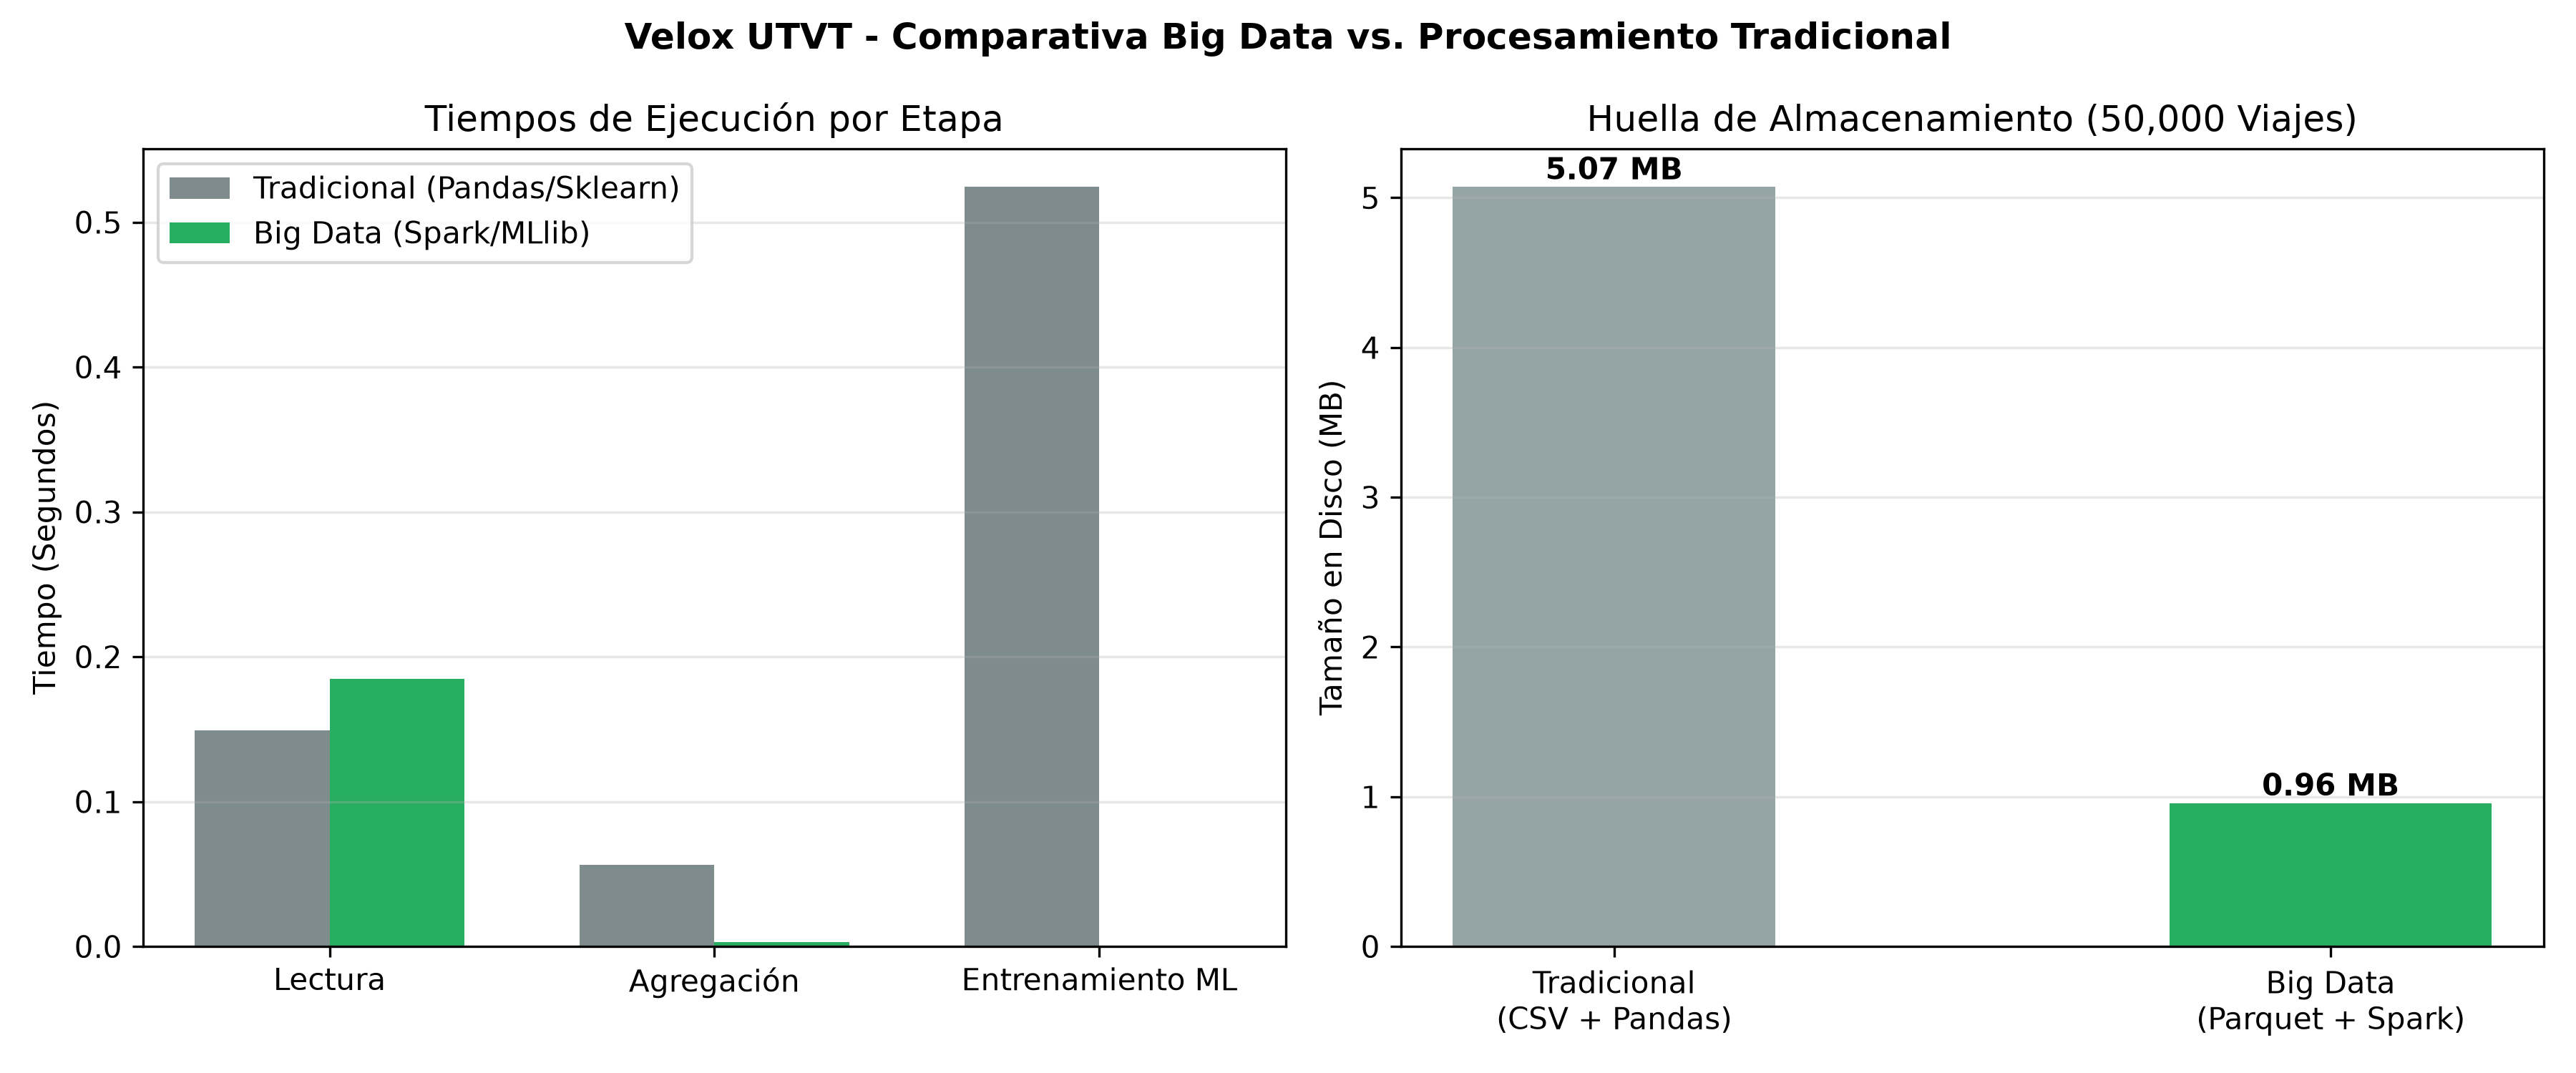 Velox UTVT - Comparativa Big Data vs. Procesamiento Tradicional
Tiempos de Ejecución por Etapa
Tradicional (Pandas/Sklearn)
Big Data (Spark/MLlib)
Tiempo (Segundos)
0.5
0.4
0.3
0.2
0.1
0.0
Lectura
Agregación
Entrenamiento ML
Huella de Almacenamiento (50,000 Viajes)
5.07 MB
0.96 MB
Tamaño en Disco (MB)
5
4
3
2
1
0
Tradicional
(CSV + Pandas)
Big Data
(Parquet + Spark)